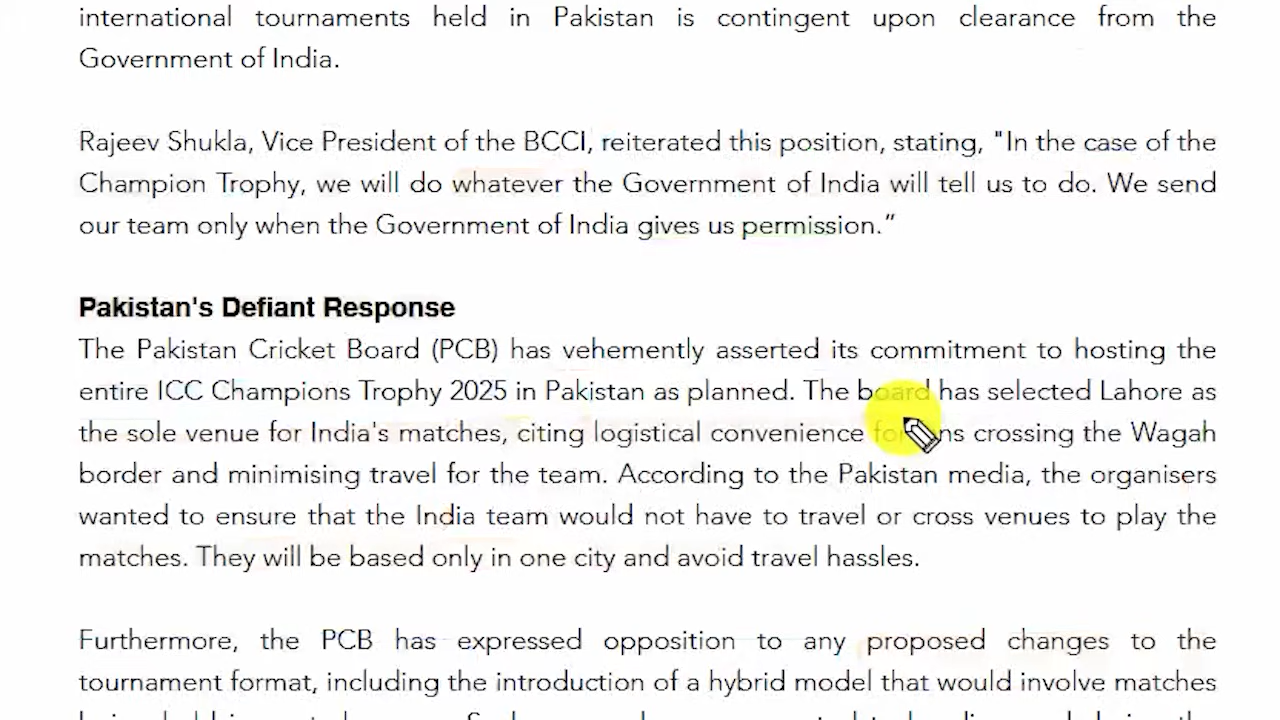 international tournaments held in Pakistan is contingent upon clearance from the
Government of India.
Rajeev Shukla, Vice President of the BCCI, reiterated this position, stating, "In the case of the
Champion Trophy, we will do whatever the Government of India will tell us to do. We send
our team only when the Government of India gives us permission.”
Pakistan's Defiant Response
The Pakistan Cricket Board (PCB) has vehemently asserted its commitment to hosting the
entire ICC Champions Trophy 2025 in Pakistan as planned. The board has selected Lahore as
the sole venue for India's matches, citing logistical convenience crossing the Wagah
border and minimising travel for the team. According to the Pakistan media, the organisers
wanted to ensure that the India team would not have to travel or cross venues to play the
matches. They will be based only in one city and avoid travel hassles.
Furthermore, the PCB has expressed opposition to any proposed changes to the
tournament format, including the introduction of a hybrid model that would involve matches